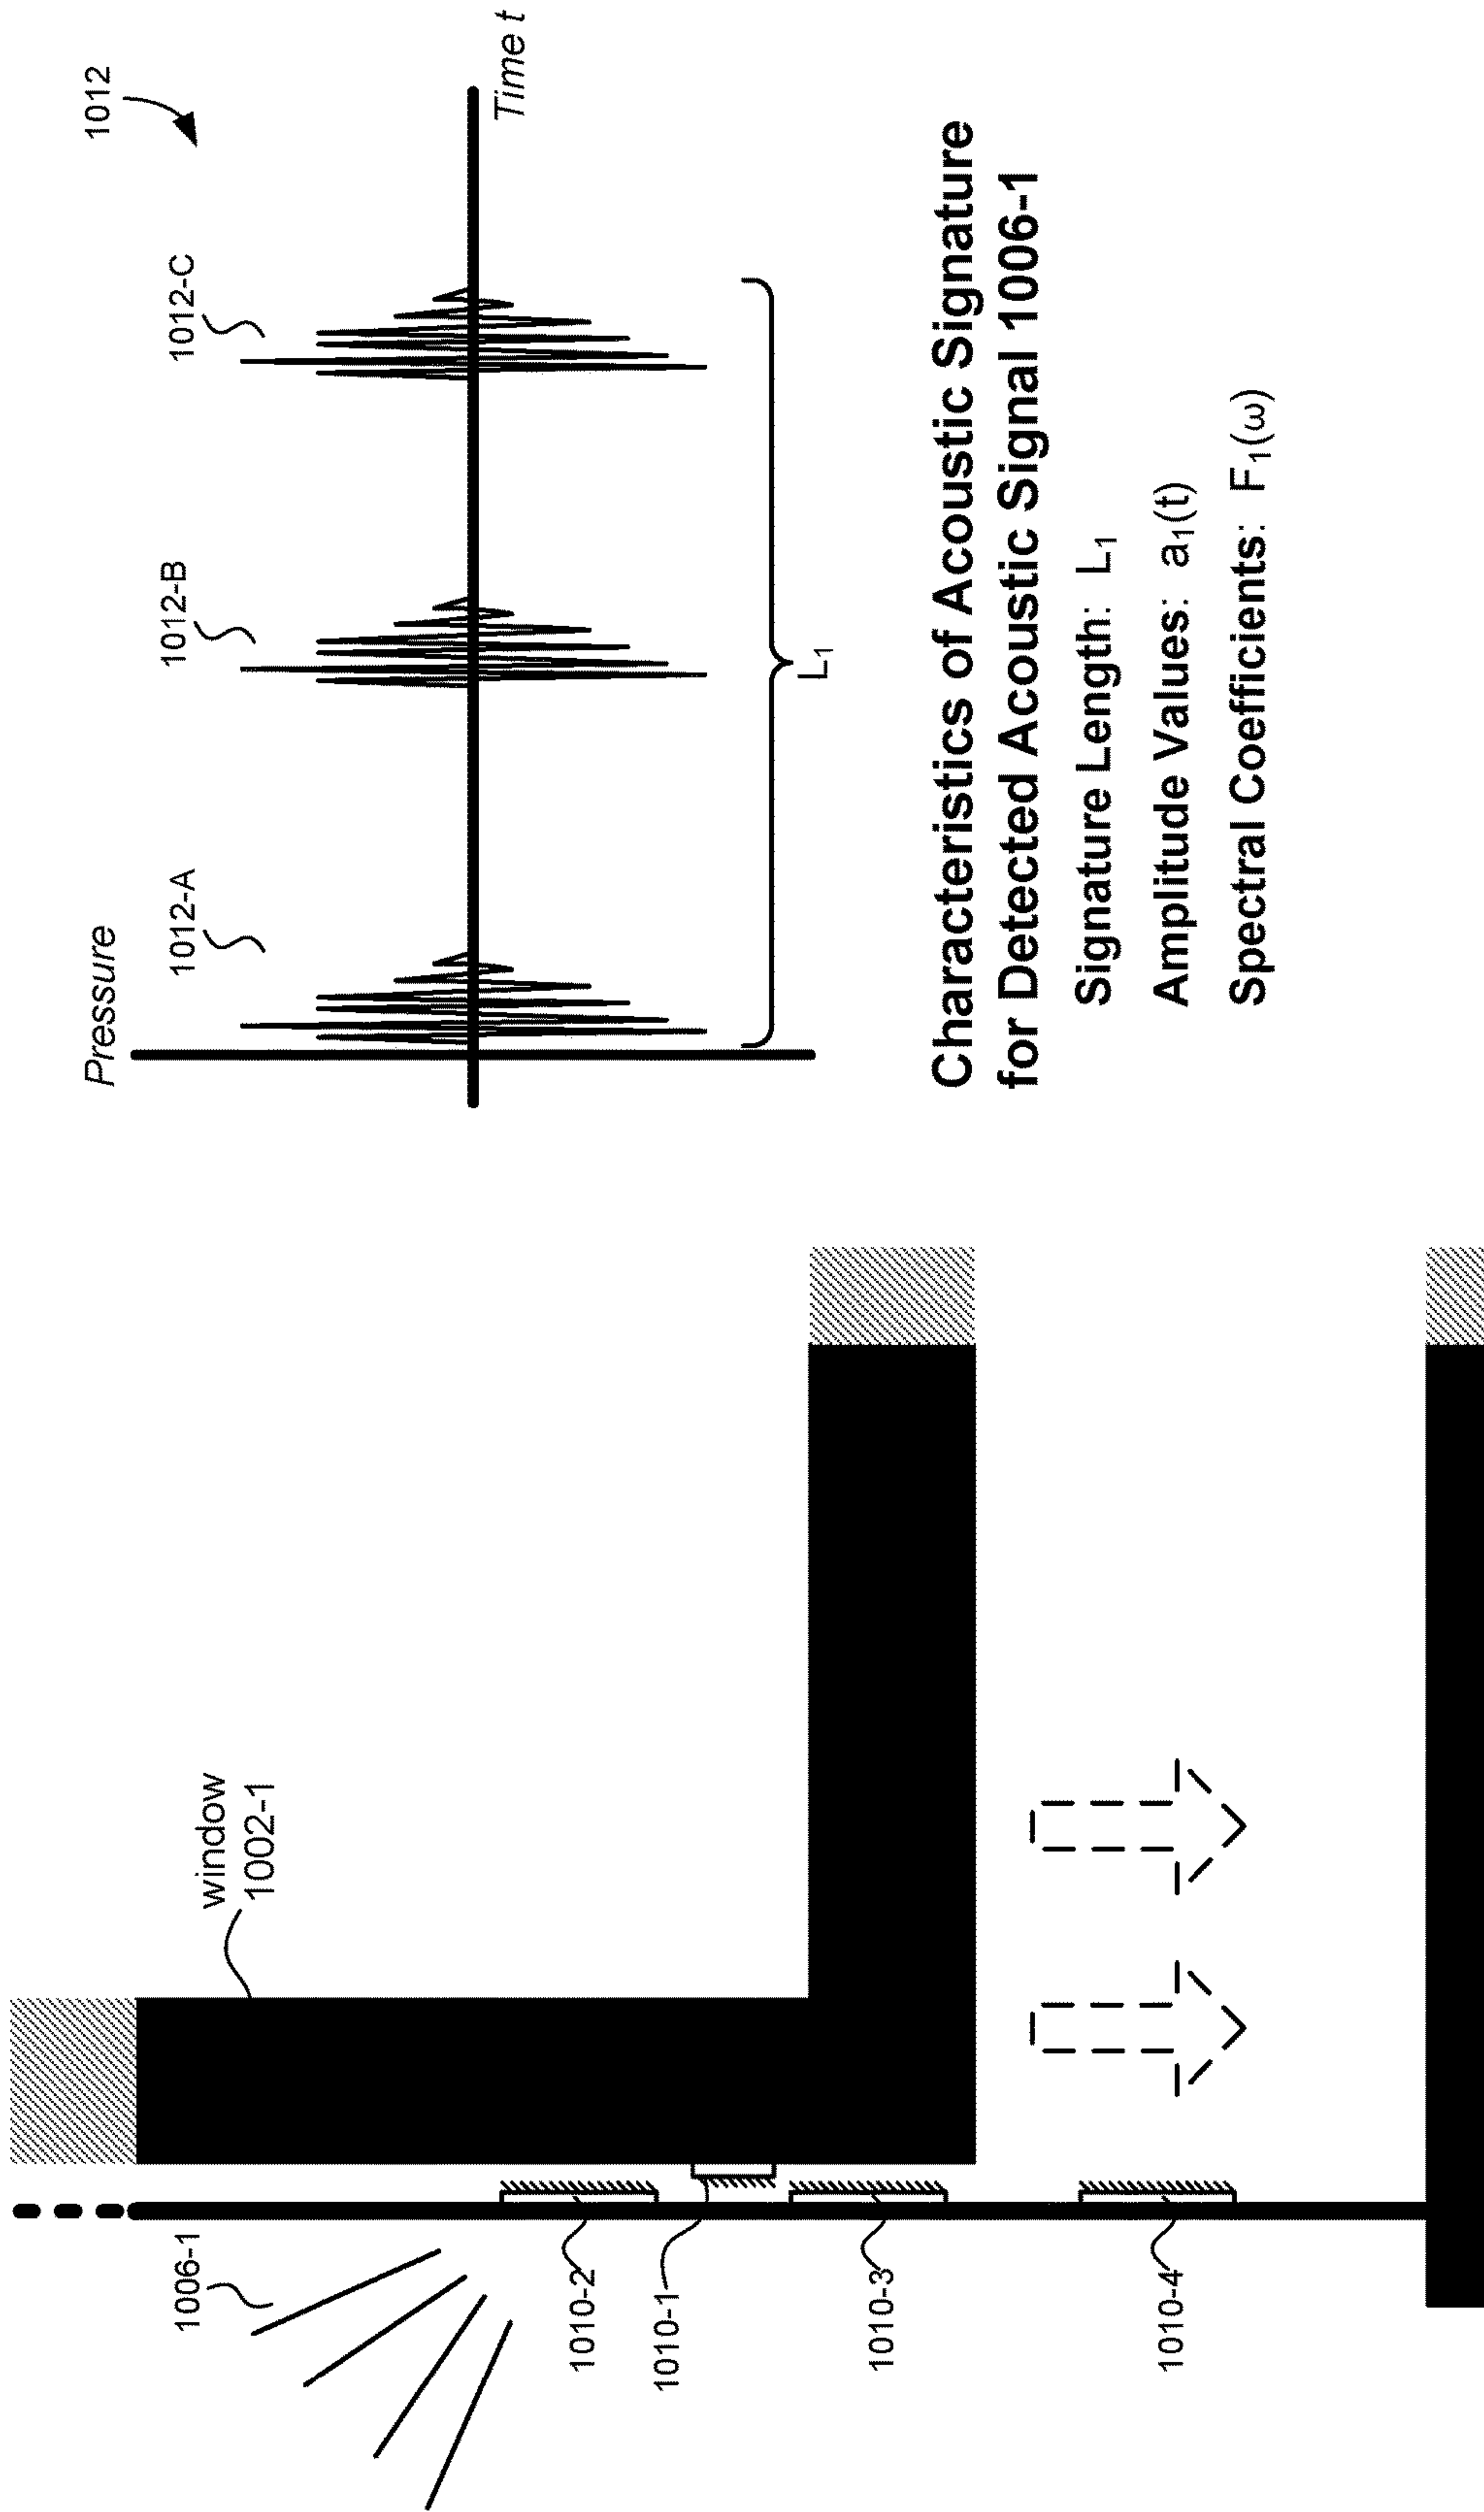 window
1002-1
1006-1
1010-2
1010-1
1010-3
1010-4
Pressure
1012-A
1012-B
1012-C
1012
Time t
L₁
Characteristics of Acoustic Signature
for Detected Acoustic Signal 1006-1
Signature Length: L₁
Amplitude Values: a₁(t)
Spectral Coefficients: F₁(ω)